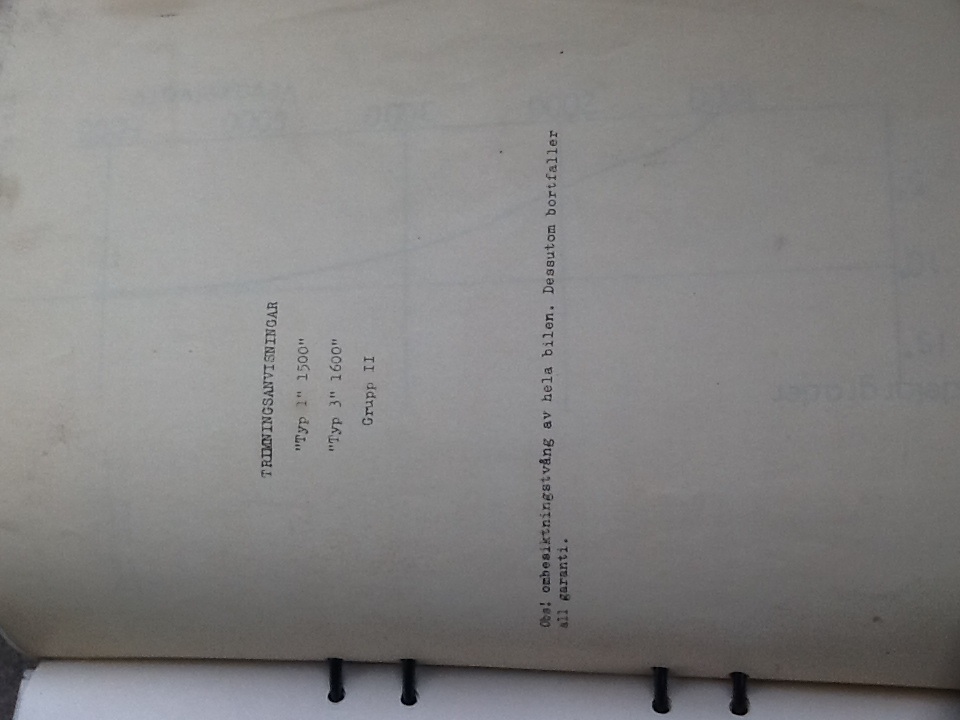 TRIMNINGSANVISNINGAR
"Typ 1" 1500"
"Typ 3" 1600"
Grupp II
Obs! ombesiktningstvång av hela bilen. Dessutom bortfaller
all garanti.